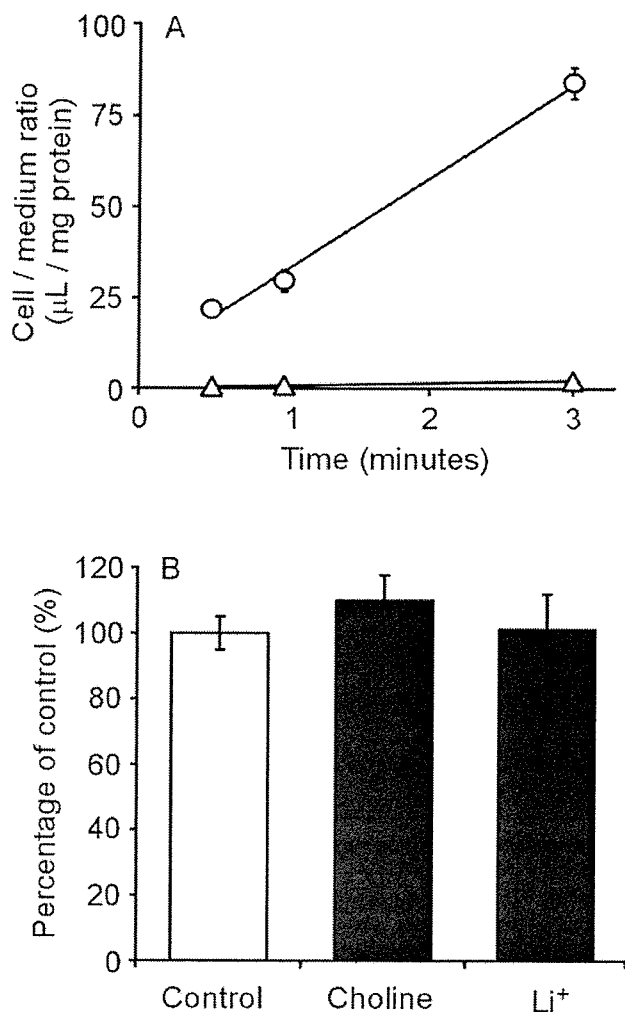 A
100
75
50
25
0
Cell / medium ratio
(μL / mg protein)
0 1 2 3
Time (minutes)
B
120
100
80
60
40
20
0
Percentage of control (%)
Control Choline Li⁺